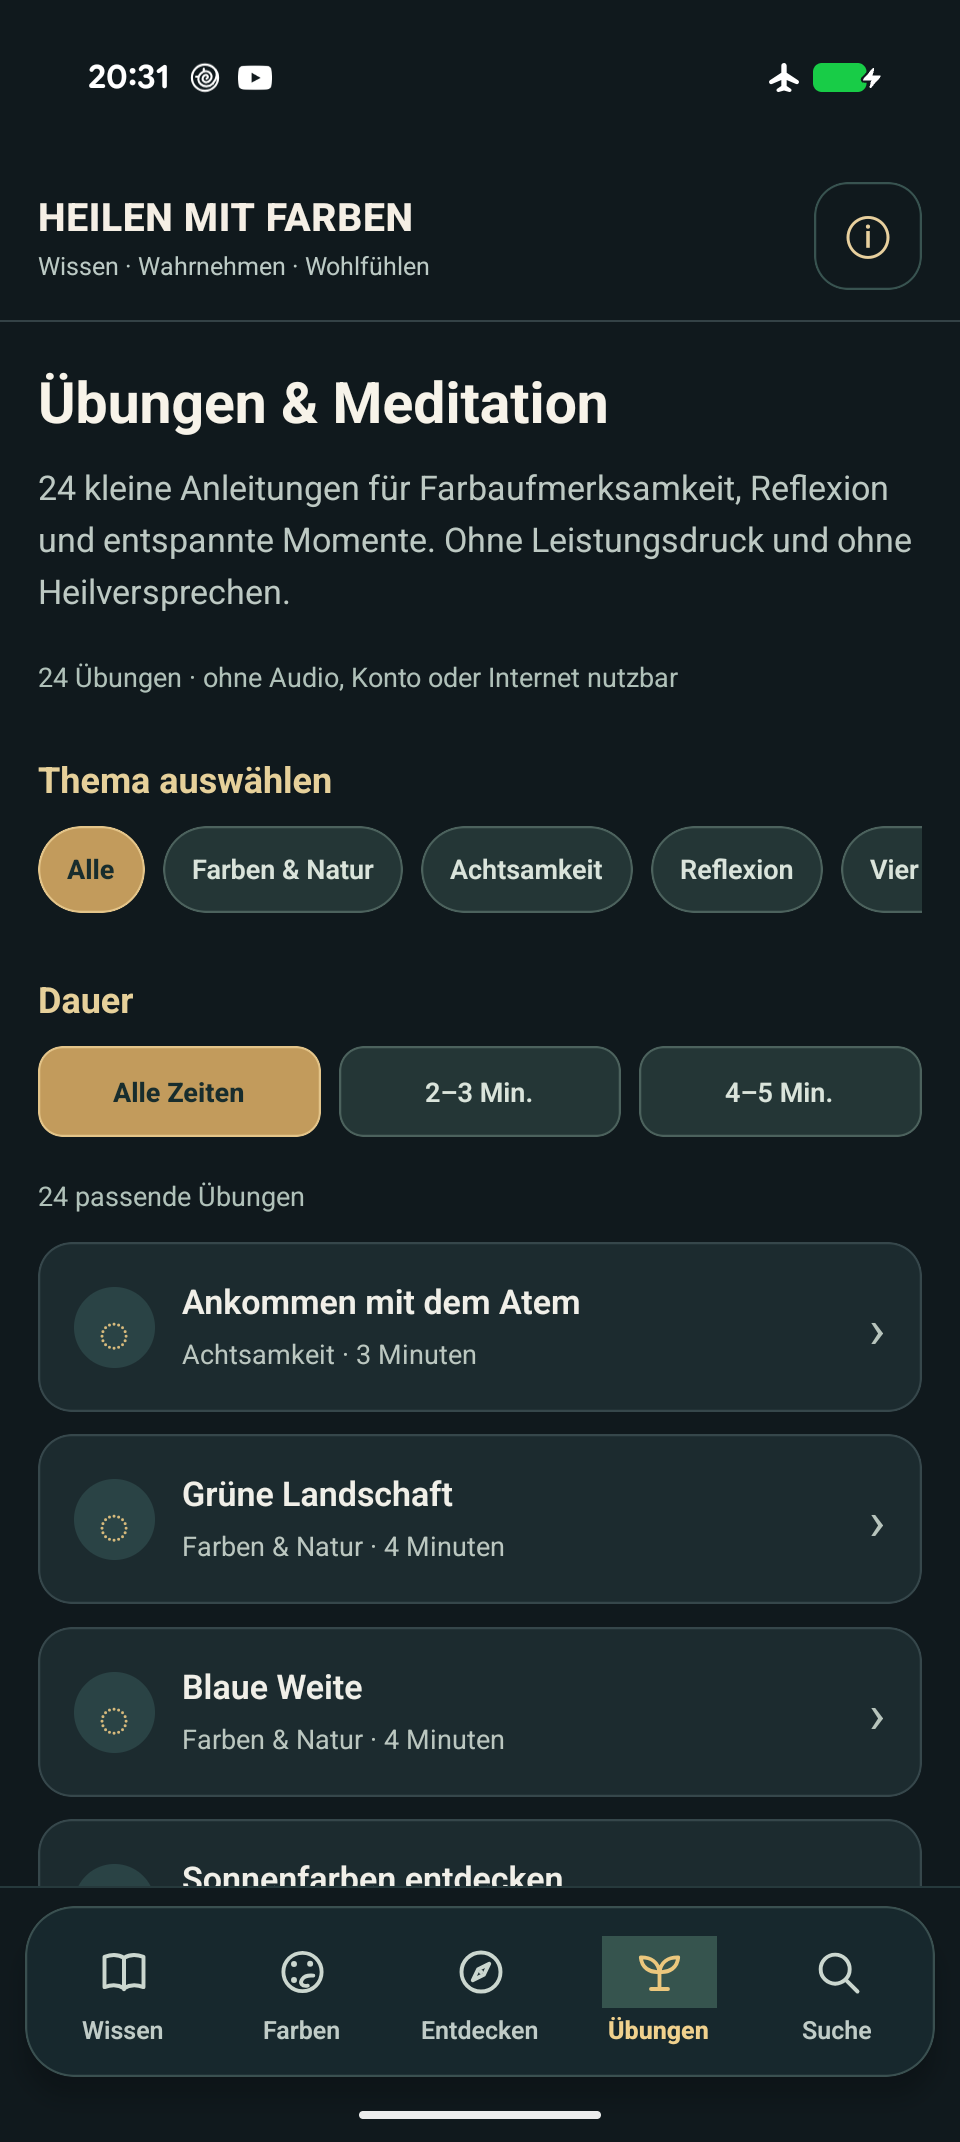 20:31
HEILEN MIT FARBEN
Wissen · Wahrnehmen · Wohlfühlen
Übungen & Meditation
24 kleine Anleitungen für Farbaufmerksamkeit, Reflexion
und entspannte Momente. Ohne Leistungsdruck und ohne
Heilversprechen.
24 Übungen · ohne Audio, Konto oder Internet nutzbar
Thema auswählen
Alle Farben & Natur Achtsamkeit Reflexion Vier
Dauer
Alle Zeiten 2–3 Min. 4–5 Min.
24 passende Übungen
Ankommen mit dem Atem
Achtsamkeit · 3 Minuten
Grüne Landschaft
Farben & Natur · 4 Minuten
Blaue Weite
Farben & Natur · 4 Minuten
Sonnenfarben entdecken
Wissen Farben Entdecken Übungen Suche